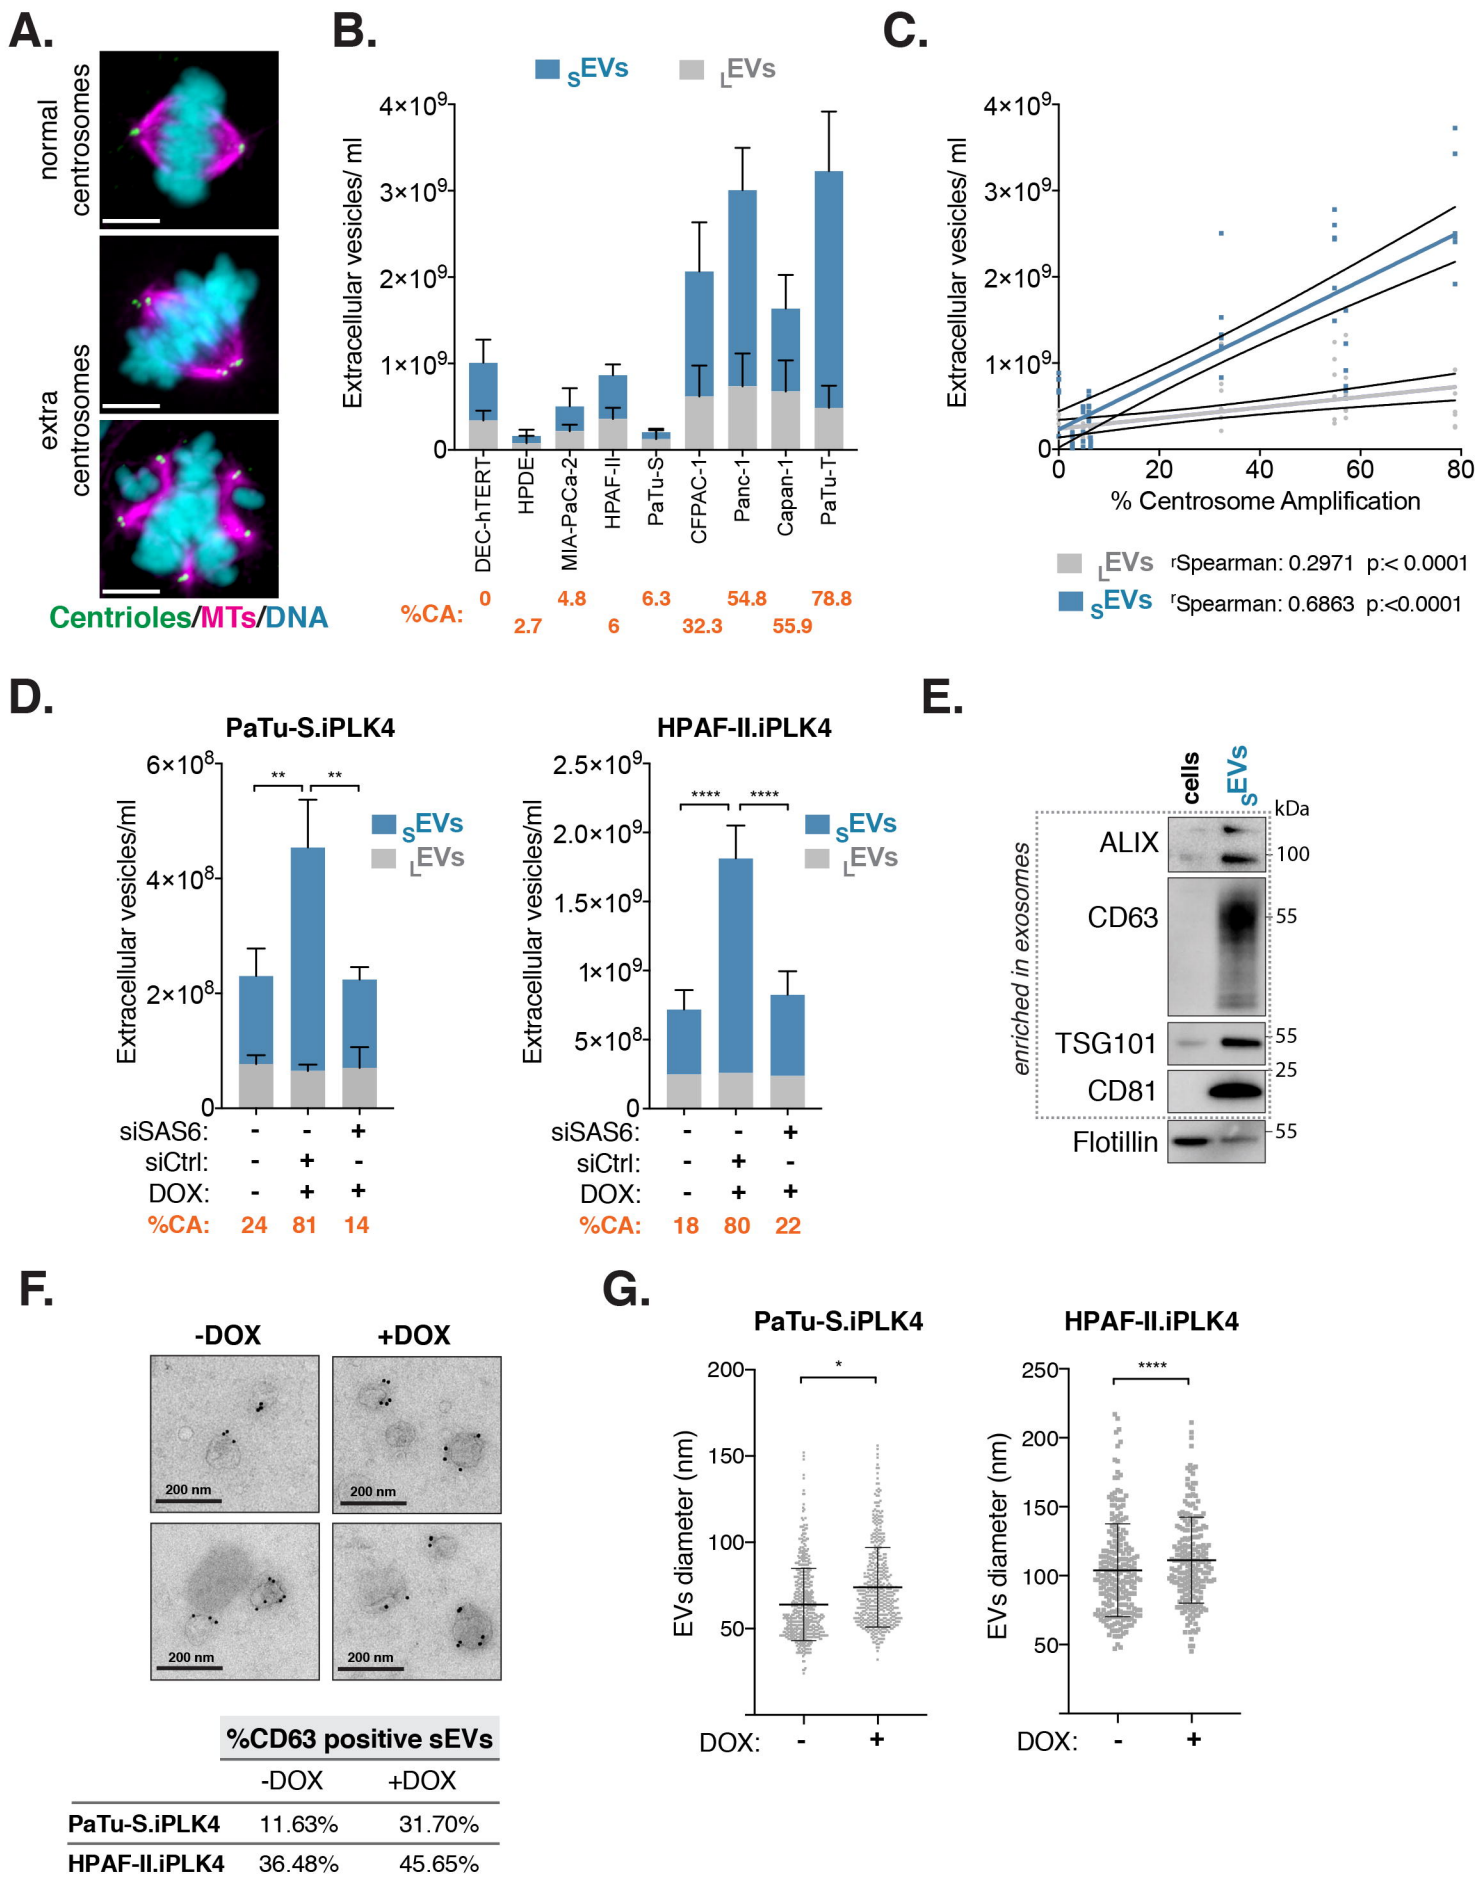 A.
normal
centrosomes
extra
centrosomes
Centrioles/MTs/DNA
B.
sEVs
LEVs
Extracellular vesicles/ ml
4×10⁹
3×10⁹
2×10⁹
1×10⁹
0
DEC-hTERT
HPDE
MIA-PaCa-2
HPAF-II
PaTu-S
CFPAC-1
Panc-1
Capan-1
PaTu-T
%CA:
0
2.7
4.8
6
6.3
32.3
54.8
55.9
78.8
C.
Extracellular vesicles/ ml
4×10⁹
3×10⁹
2×10⁹
1×10⁹
0
0 20 40 60 80
% Centrosome Amplification
LEVs rSpearman: 0.2971 p:< 0.0001
SEVs rSpearman: 0.6863 p:<0.0001
D.
PaTu-S.iPLK4
Extracellular vesicles/ml
6×10⁸
4×10⁸
2×10⁸
0
** **
SEVs
LEVs
siSAS6: - - +
siCtrl: - + -
DOX: - + +
%CA: 24 81 14
HPAF-II.iPLK4
Extracellular vesicles/ml
2.5×10⁹
2.0×10⁹
1.5×10⁹
1×10⁹
5×10⁸
0
**** ****
SEVs
LEVs
siSAS6: - - +
siCtrl: - + -
DOX: - + +
%CA: 18 80 22
E.
cells
SEVs
kDa
enriched in exosomes
ALIX
100
CD63
55
TSG101
55
25
CD81
Flotillin
55
F.
-DOX +DOX
200 nm
200 nm
200 nm
200 nm
%CD63 positive sEVs
-DOX +DOX
PaTu-S.iPLK4 11.63% 31.70%
HPAF-II.iPLK4 36.48% 45.65%
G.
PaTu-S.iPLK4
EVs diameter (nm)
200
150
100
50
*
DOX: - +
HPAF-II.iPLK4
EVs diameter (nm)
250
200
150
100
50
****
DOX: - +